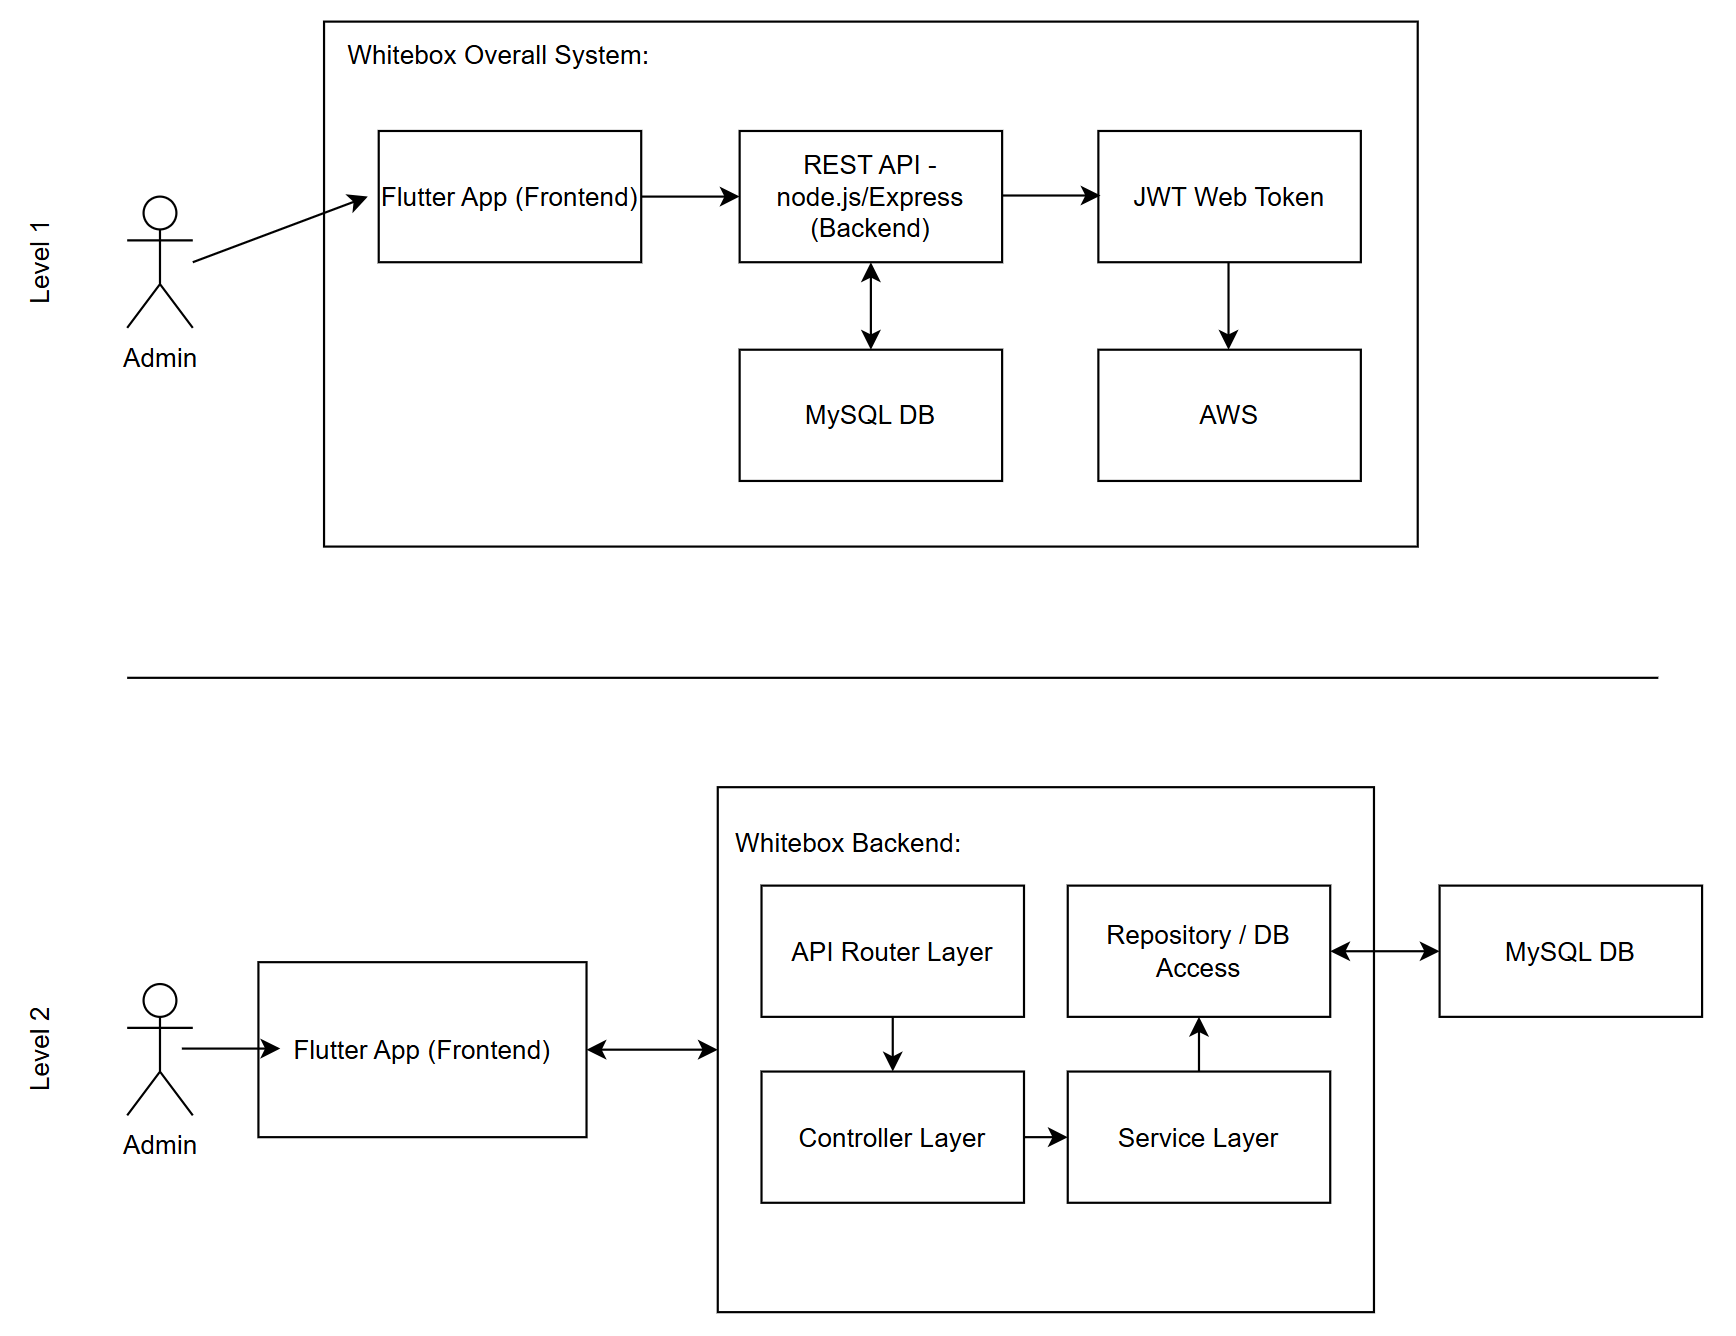 Whitebox Overall System:
Level 1
Admin
Flutter App (Frontend)
REST API -
node.js/Express
(Backend)
JWT Web Token
MySQL DB
AWS
Level 2
Admin
Flutter App (Frontend)
Whitebox Backend:
API Router Layer
Repository / DB
Access
MySQL DB
Controller Layer
Service Layer